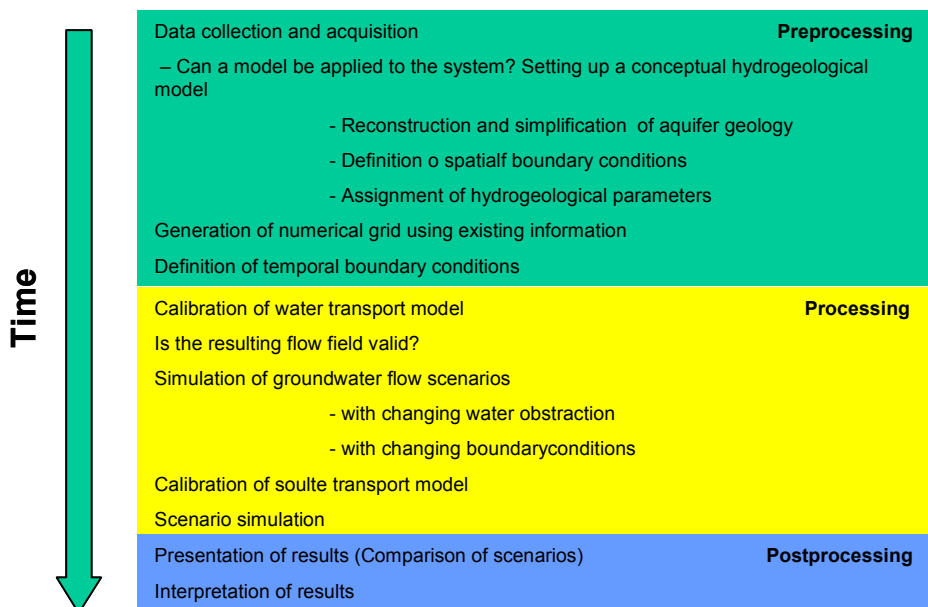 Time
Data collection and acquisition
Preprocessing
– Can a model be applied to the system? Setting up a conceptual hydrogeological
model
- Reconstruction and simplification of aquifer geology
- Definition o spatialf boundary conditions
- Assignment of hydrogeological parameters
Generation of numerical grid using existing information
Definition of temporal boundary conditions
Calibration of water transport model
Processing
Is the resulting flow field valid?
Simulation of groundwater flow scenarios
- with changing water obstraction
- with changing boundaryconditions
Calibration of soulte transport model
Scenario simulation
Presentation of results (Comparison of scenarios)
Postprocessing
Interpretation of results